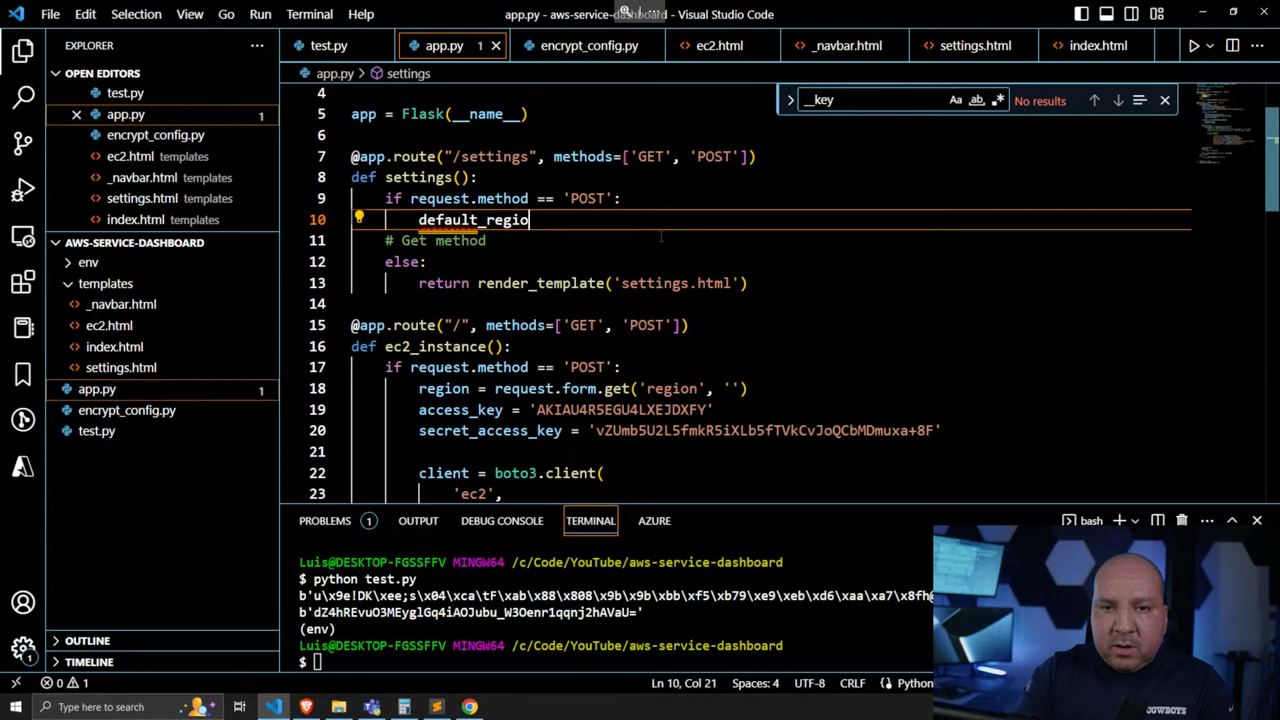 File Edit Selection View Go Run Terminal Help
app.py - aws-service-dashboard - Visual Studio Code
EXPLORER
test.py
app.py 1
encrypt_config.py
ec2.html
_navbar.html
settings.html
index.html
OPEN EDITORS
test.py
app.py 1
encrypt_config.py
ec2.html templates
_navbar.html templates
settings.html templates
index.html templates
AWS-SERVICE-DASHBOARD
env
templates
_navbar.html
ec2.html
index.html
settings.html
app.py 1
encrypt_config.py
test.py
OUTLINE
TIMELINE
app.py > settings
__key
Aa ab No results
4
5 app = Flask(__name__)
6
7 @app.route("/settings", methods=['GET', 'POST'])
8 def settings():
9 if request.method == 'POST':
10 default_regio
11 # Get method
12 else:
13 return render_template('settings.html')
14
15 @app.route("/", methods=['GET', 'POST'])
16 def ec2_instance():
17 if request.method == 'POST':
18 region = request.form.get('region', '')
19 access_key = 'AKIAU4R5EGU4LXEJDXFY'
20 secret_access_key = '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'
21
22 client = boto3.client(
23 'ec2',
PROBLEMS 1 OUTPUT DEBUG CONSOLE TERMINAL AZURE
bash
Luis@DESKTOP-FGSSFFV MINGW64 /c/Code/YouTube/aws-service-dashboard
$ python test.py
b'u\x9e!DK\xee;s\x04\xca\tF\xab\x88\x808\x9b\x9b\xbb\xf5\xb79\xe9\xeb\xd6\xaa\xa7\x8fh@
b'dZ4hREvuO3MEyglGq4iAOJubu_W3Oenr1qqnj2hAVaU='
(env)
Luis@DESKTOP-FGSSFFV MINGW64 /c/Code/YouTube/aws-service-dashboard
$
COWBOYS
1
0 1
Ln 10, Col 21 Spaces: 4 UTF-8 CRLF Python
Type here to search